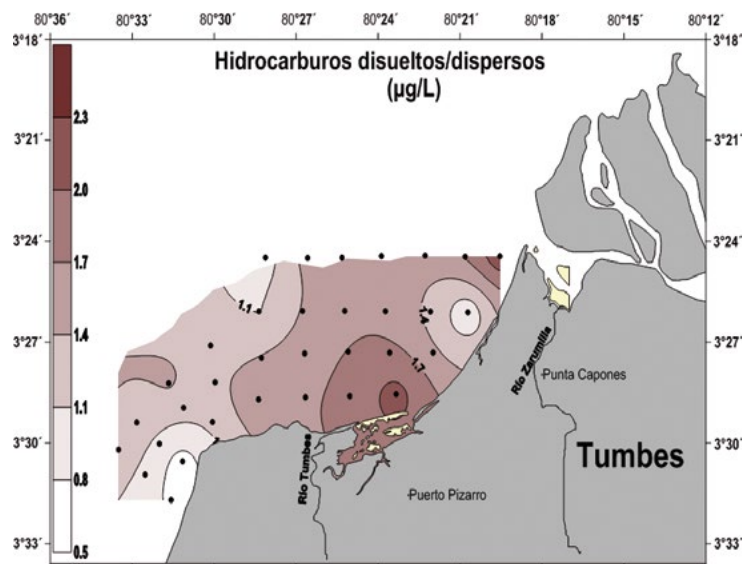 80°36´ 80°33´ 80°30´ 80°27´ 80°24´ 80°21´ 80°18´ 80°15´ 80°12´
3°18´ 3°18´
Hidrocarburos disueltos/dispersos
(µg/L)
2.3
3°21´ 3°21´
2.0
3°24´ 3°24´
1.7
1.1
1.4
3°27´ 3°27´
1.4
1.7
Río Zarumilla
Punta Capones
1.1
3°30´ 3°30´
Tumbes
Río Tumbes
0.8
Puerto Pizarro
3°33´ 3°33´
0.5